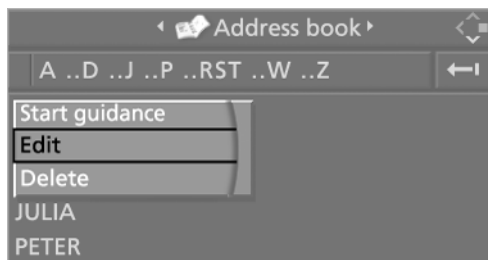 Address book
A ..D ..J ..P ..RST ..W ..Z
Start guidance
Edit
Delete
JULIA
PETER